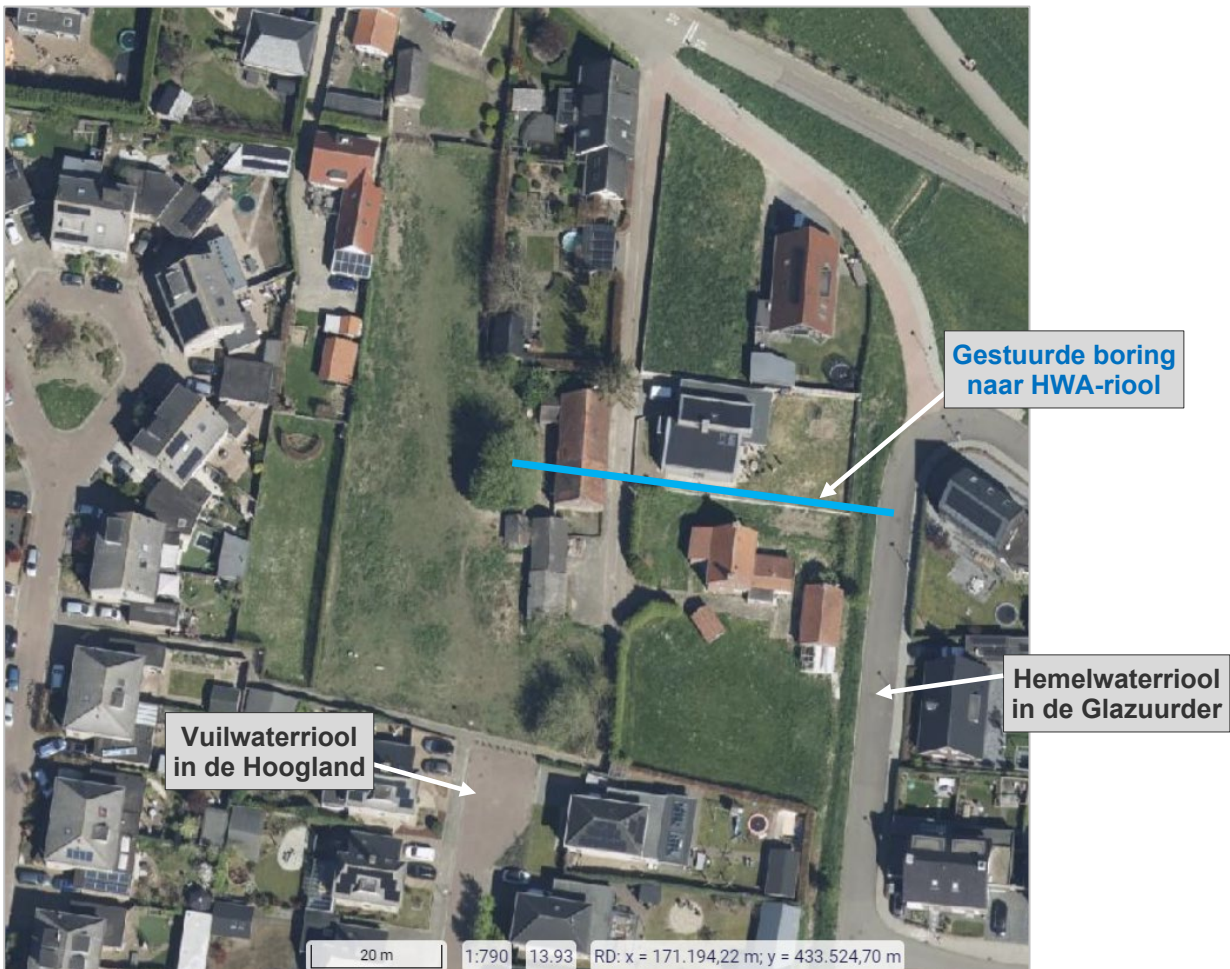 Gestuurde boring
naar HWA-riool
Hemelwaterriool
in de Glazuurder
Vuilwaterriool
in de Hoogland
20 m 1:790 13.93 RD: x = 171.194,22 m; y = 433.524,70 m